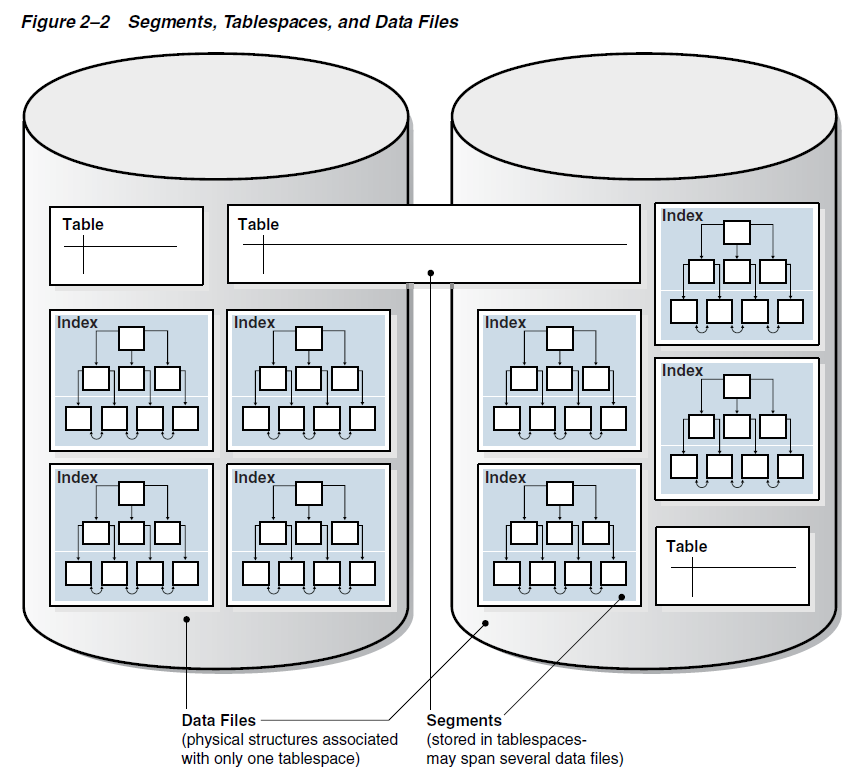 Figure 2–2 Segments, Tablespaces, and Data Files
Table
Table
Index
Index
Index
Index
Index
Index
Index
Index
Table
Data Files
(physical structures associated
with only one tablespace)
Segments
(stored in tablespaces-
may span several data files)